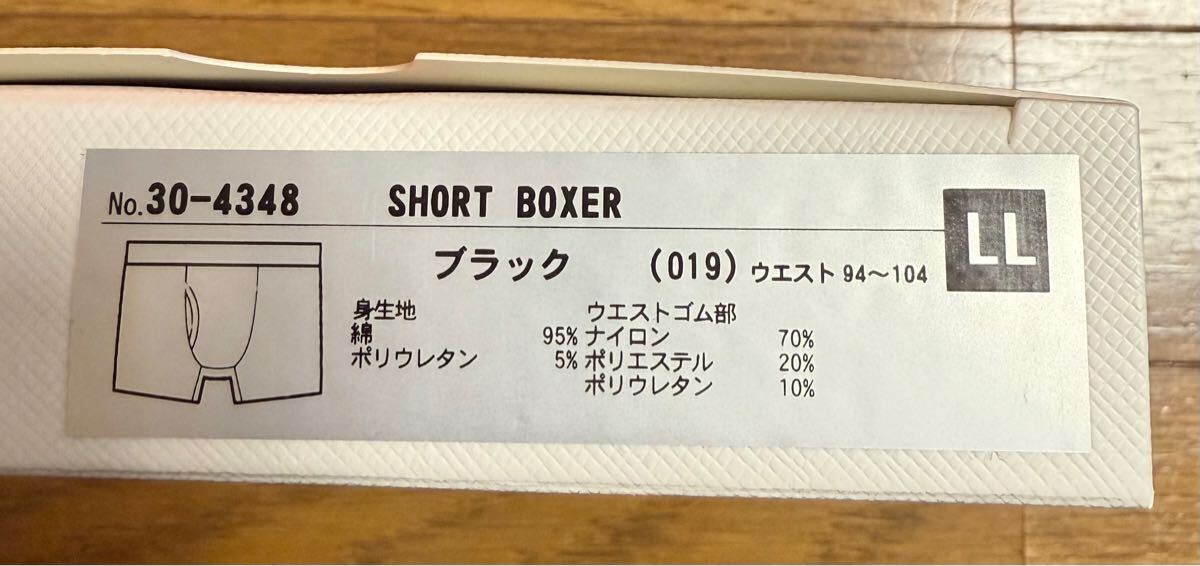 No.30-4348 SHORT BOXER
LL
ブラック (019) ウエスト 94～104
身生地 ウエストゴム部
綿 95% ナイロン 70%
ポリウレタン 5% ポリエステル 20%
ポリウレタン 10%